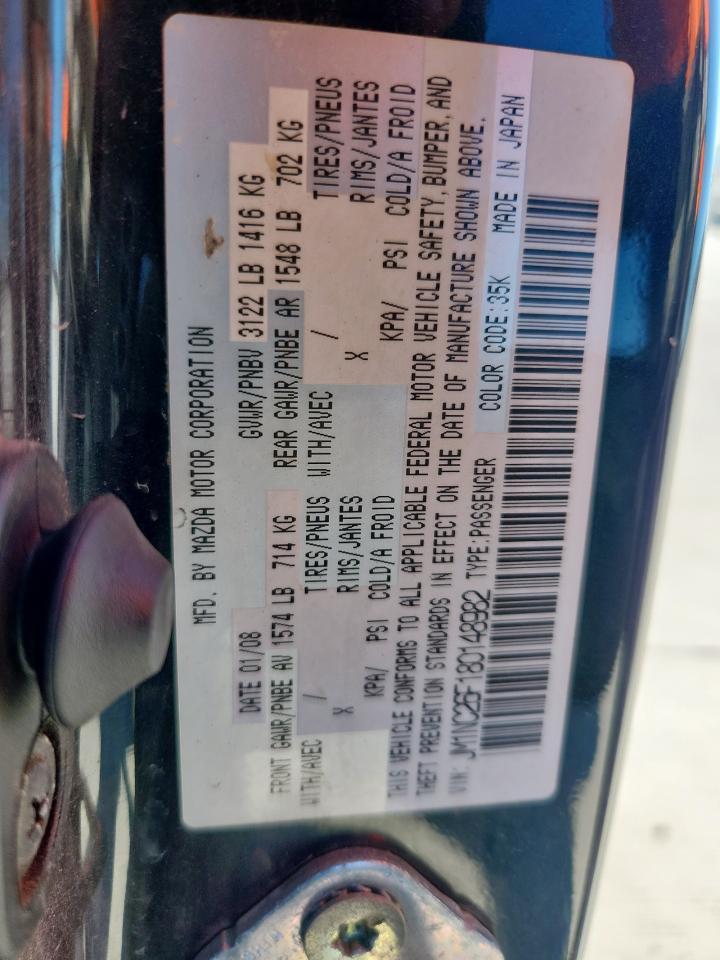 MFD. BY MAZDA MOTOR CORPORATION
DATE 01/08 GVWR/PNBV 3122 LB 1416 KG
FRONT GAWR/PNBE AV 1574 LB 714 KG REAR GAWR/PNBE AR 1548 LB 702 KG
WITH/AVEC / TIRES/PNEUS WITH/AVEC / TIRES/PNEUS
X RIMS/JANTES X RIMS/JANTES
KPA/ PSI COLD/A FROID KPA/ PSI COLD/A FROID
THIS VEHICLE CONFORMS TO ALL APPLICABLE FEDERAL MOTOR VEHICLE SAFETY, BUMPER, AND
THEFT PREVENTION STANDARDS IN EFFECT ON THE DATE OF MANUFACTURE SHOWN ABOVE.
VIN: JM1NC26F180148982 TYPE:PASSENGER COLOR CODE:35K MADE IN JAPAN